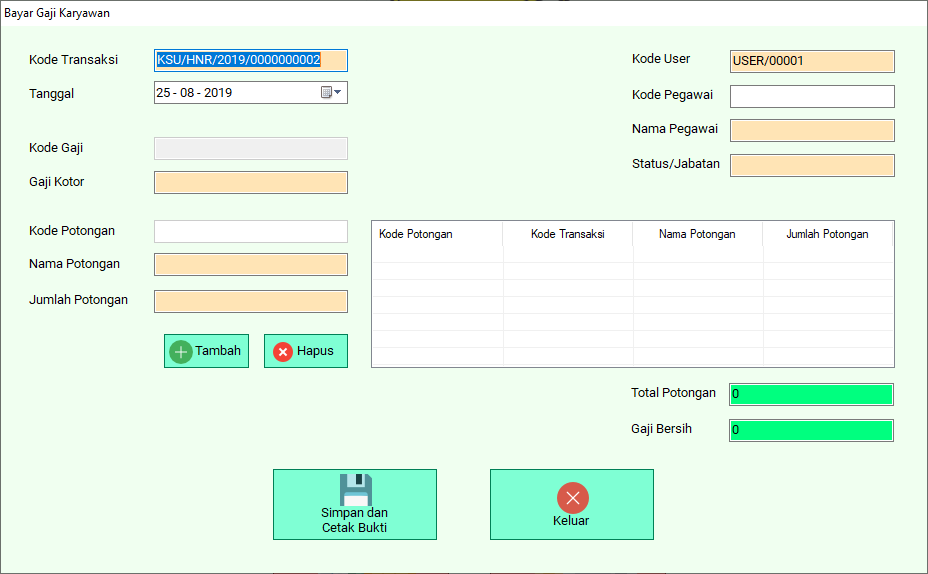 Bayar Gaji Karyawan
Kode Transaksi KSU/HNR/2019/0000000002
Tanggal 25 - 08 - 2019
Kode Gaji
Gaji Kotor
Kode User USER/00001
Kode Pegawai
Nama Pegawai
Status/Jabatan
Kode Potongan
Nama Potongan
Jumlah Potongan
Tambah Hapus
Kode Potongan Kode Transaksi Nama Potongan Jumlah Potongan
Total Potongan 0
Gaji Bersih 0
Simpan dan
Cetak Bukti
Keluar